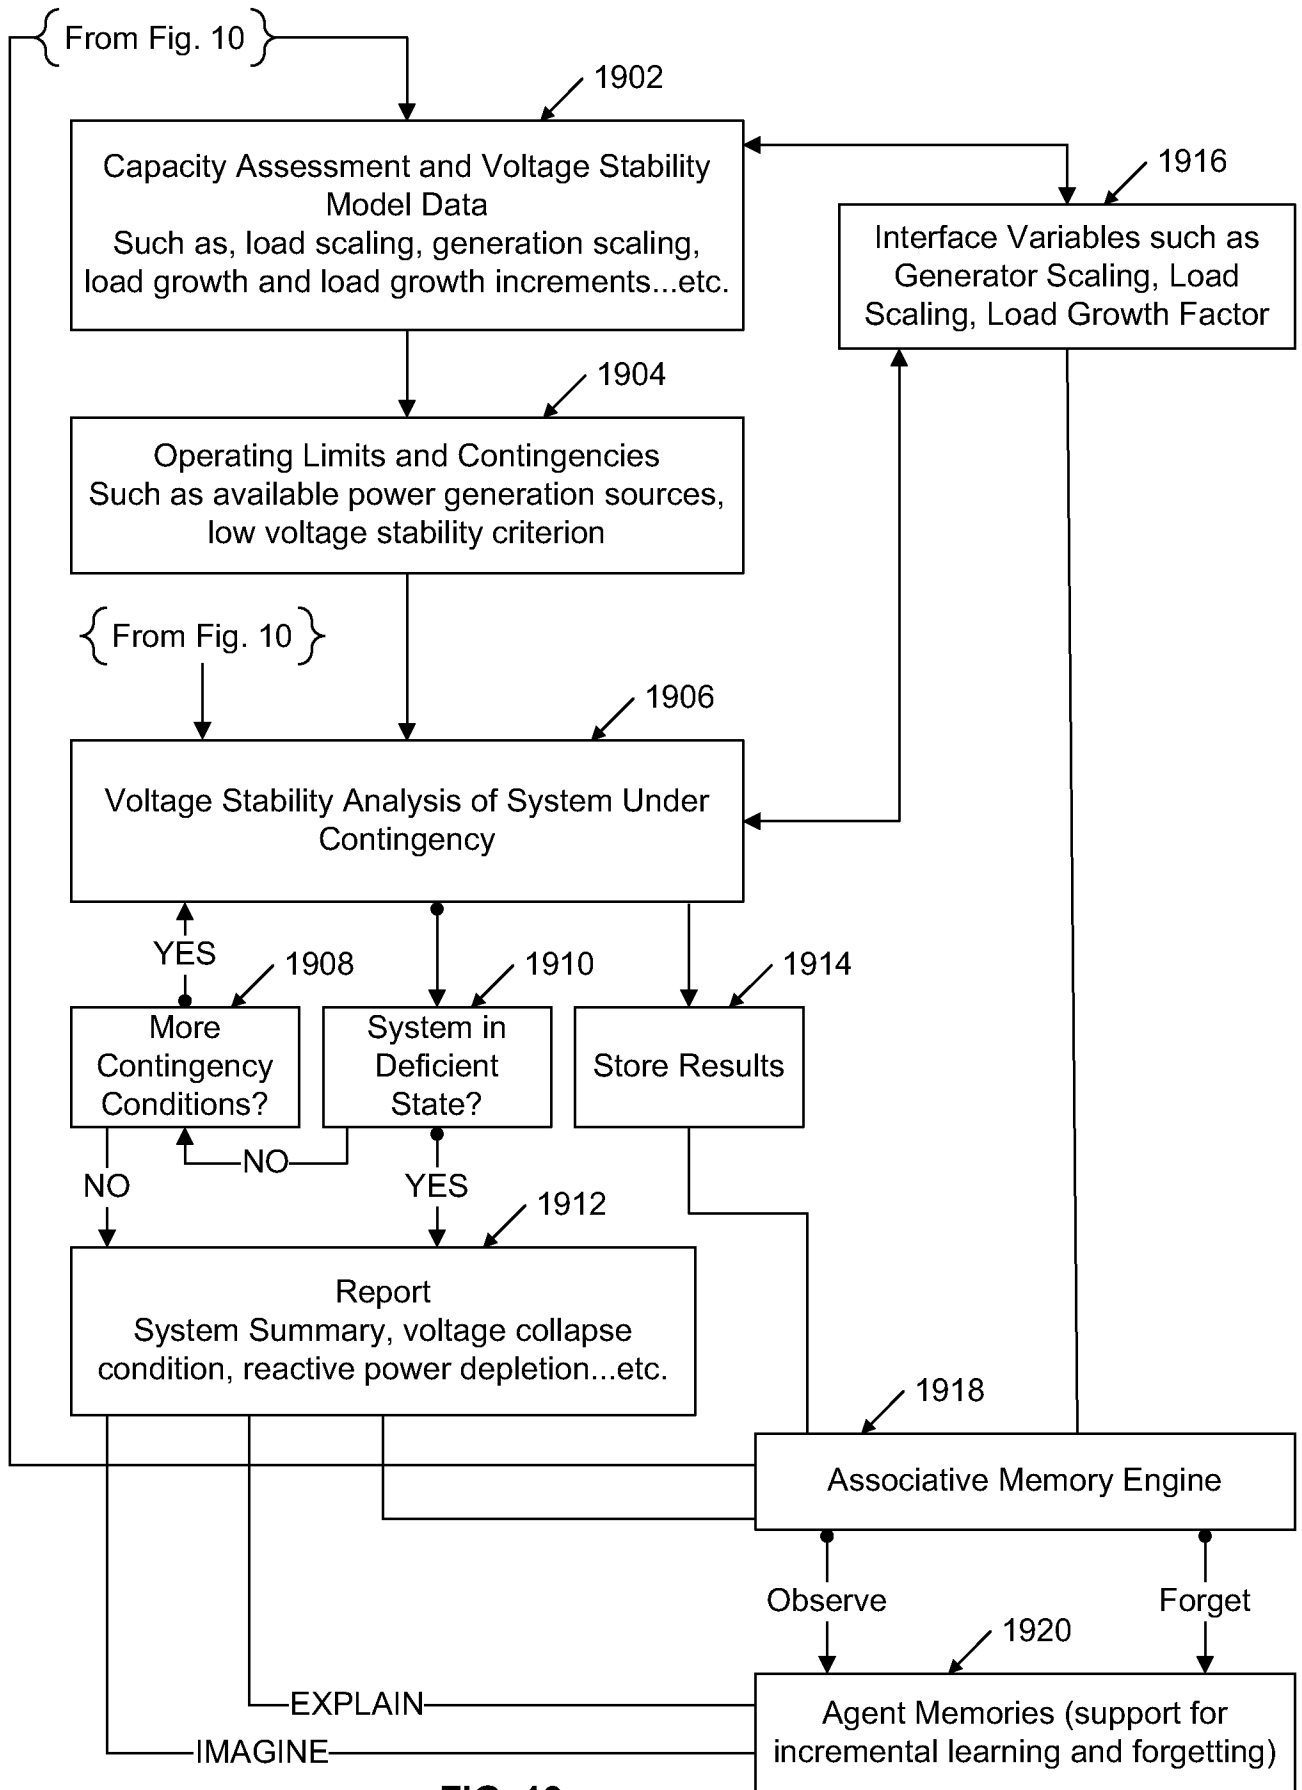 From Fig. 10
1902
Capacity Assessment and Voltage Stability
Model Data
Such as, load scaling, generation scaling,
load growth and load growth increments...etc.
1916
Interface Variables such as
Generator Scaling, Load
Scaling, Load Growth Factor
1904
Operating Limits and Contingencies
Such as available power generation sources,
low voltage stability criterion
From Fig. 10
1906
Voltage Stability Analysis of System Under
Contingency
YES
1908
More
Contingency
Conditions?
1910
System in
Deficient
State?
1914
Store Results
NO
NO
YES
1912
Report
System Summary, voltage collapse
condition, reactive power depletion...etc.
1918
Associative Memory Engine
Observe
Forget
1920
Agent Memories (support for
incremental learning and forgetting)
EXPLAIN
IMAGINE